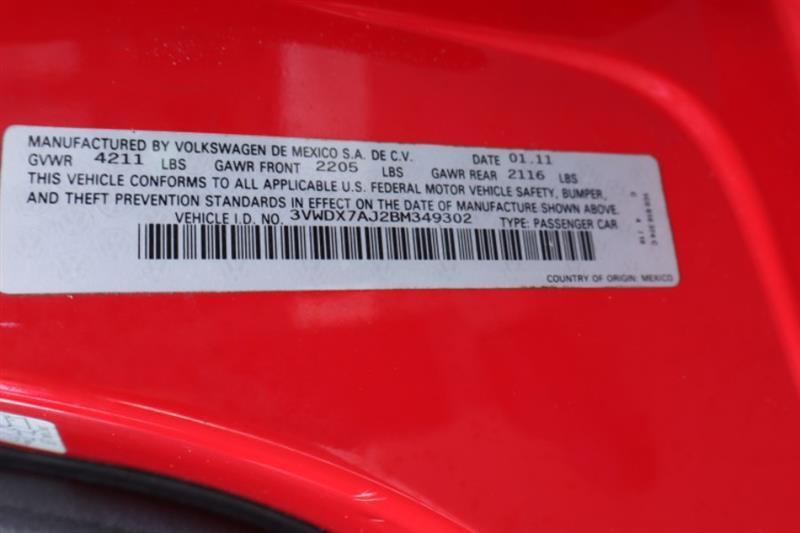 MANUFACTURED BY VOLKSWAGEN DE MEXICO S.A. DE C.V. DATE 01.11
GVWR 4211 LBS GAWR FRONT 2205 LBS GAWR REAR 2116 LBS
THIS VEHICLE CONFORMS TO ALL APPLICABLE U.S. FEDERAL MOTOR VEHICLE SAFETY, BUMPER,
AND THEFT PREVENTION STANDARDS IN EFFECT ON THE DATE OF MANUFACTURE SHOWN ABOVE.
VEHICLE I.D. NO. 3VWDX7AJ2BM349302 TYPE: PASSENGER CAR
COUNTRY OF ORIGIN: MEXICO